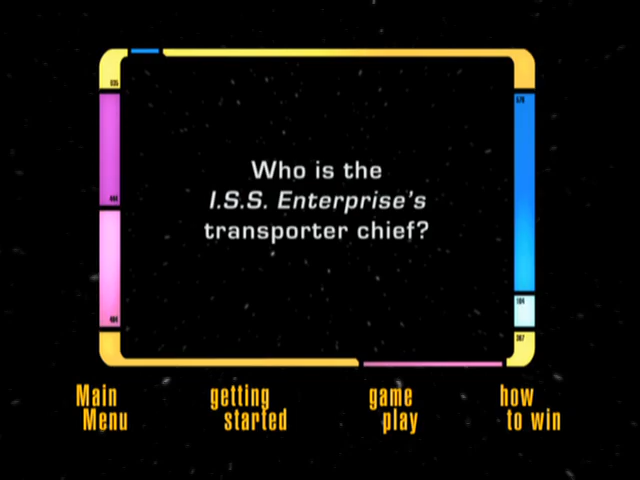 Who is the
I.S.S. Enterprise's
transporter chief?
Main
Menu
getting
started
game
play
how
to win